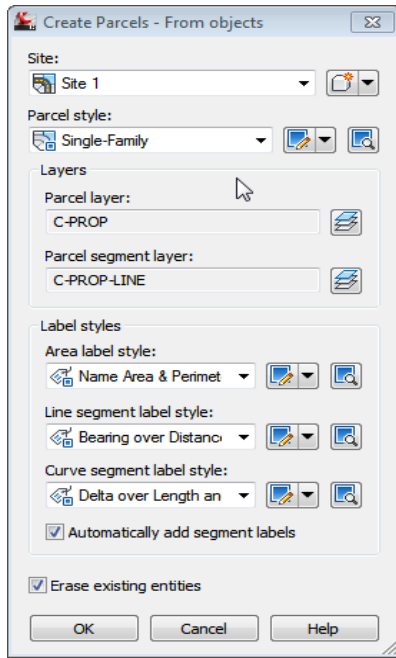 Create Parcels - From objects
Site:
Site 1
Parcel style:
Single-Family
Layers
Parcel layer:
C-PROP
Parcel segment layer:
C-PROP-LINE
Label styles
Area label style:
Name Area & Perimet
Line segment label style:
Bearing over Distanc
Curve segment label style:
Delta over Length an
Automatically add segment labels
Erase existing entities
OK Cancel Help